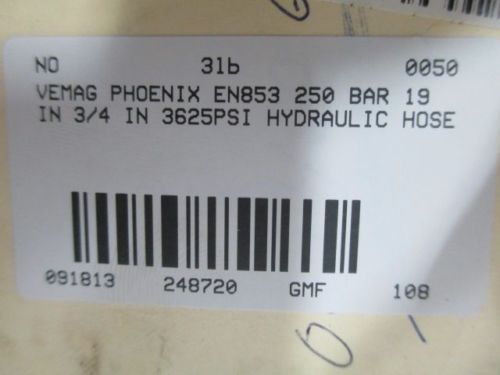 NO 31b 0050
VEMAG PHOENIX EN853 250 BAR 19
IN 3/4 IN 3625PSI HYDRAULIC HOSE
091813 248720 GMF 108